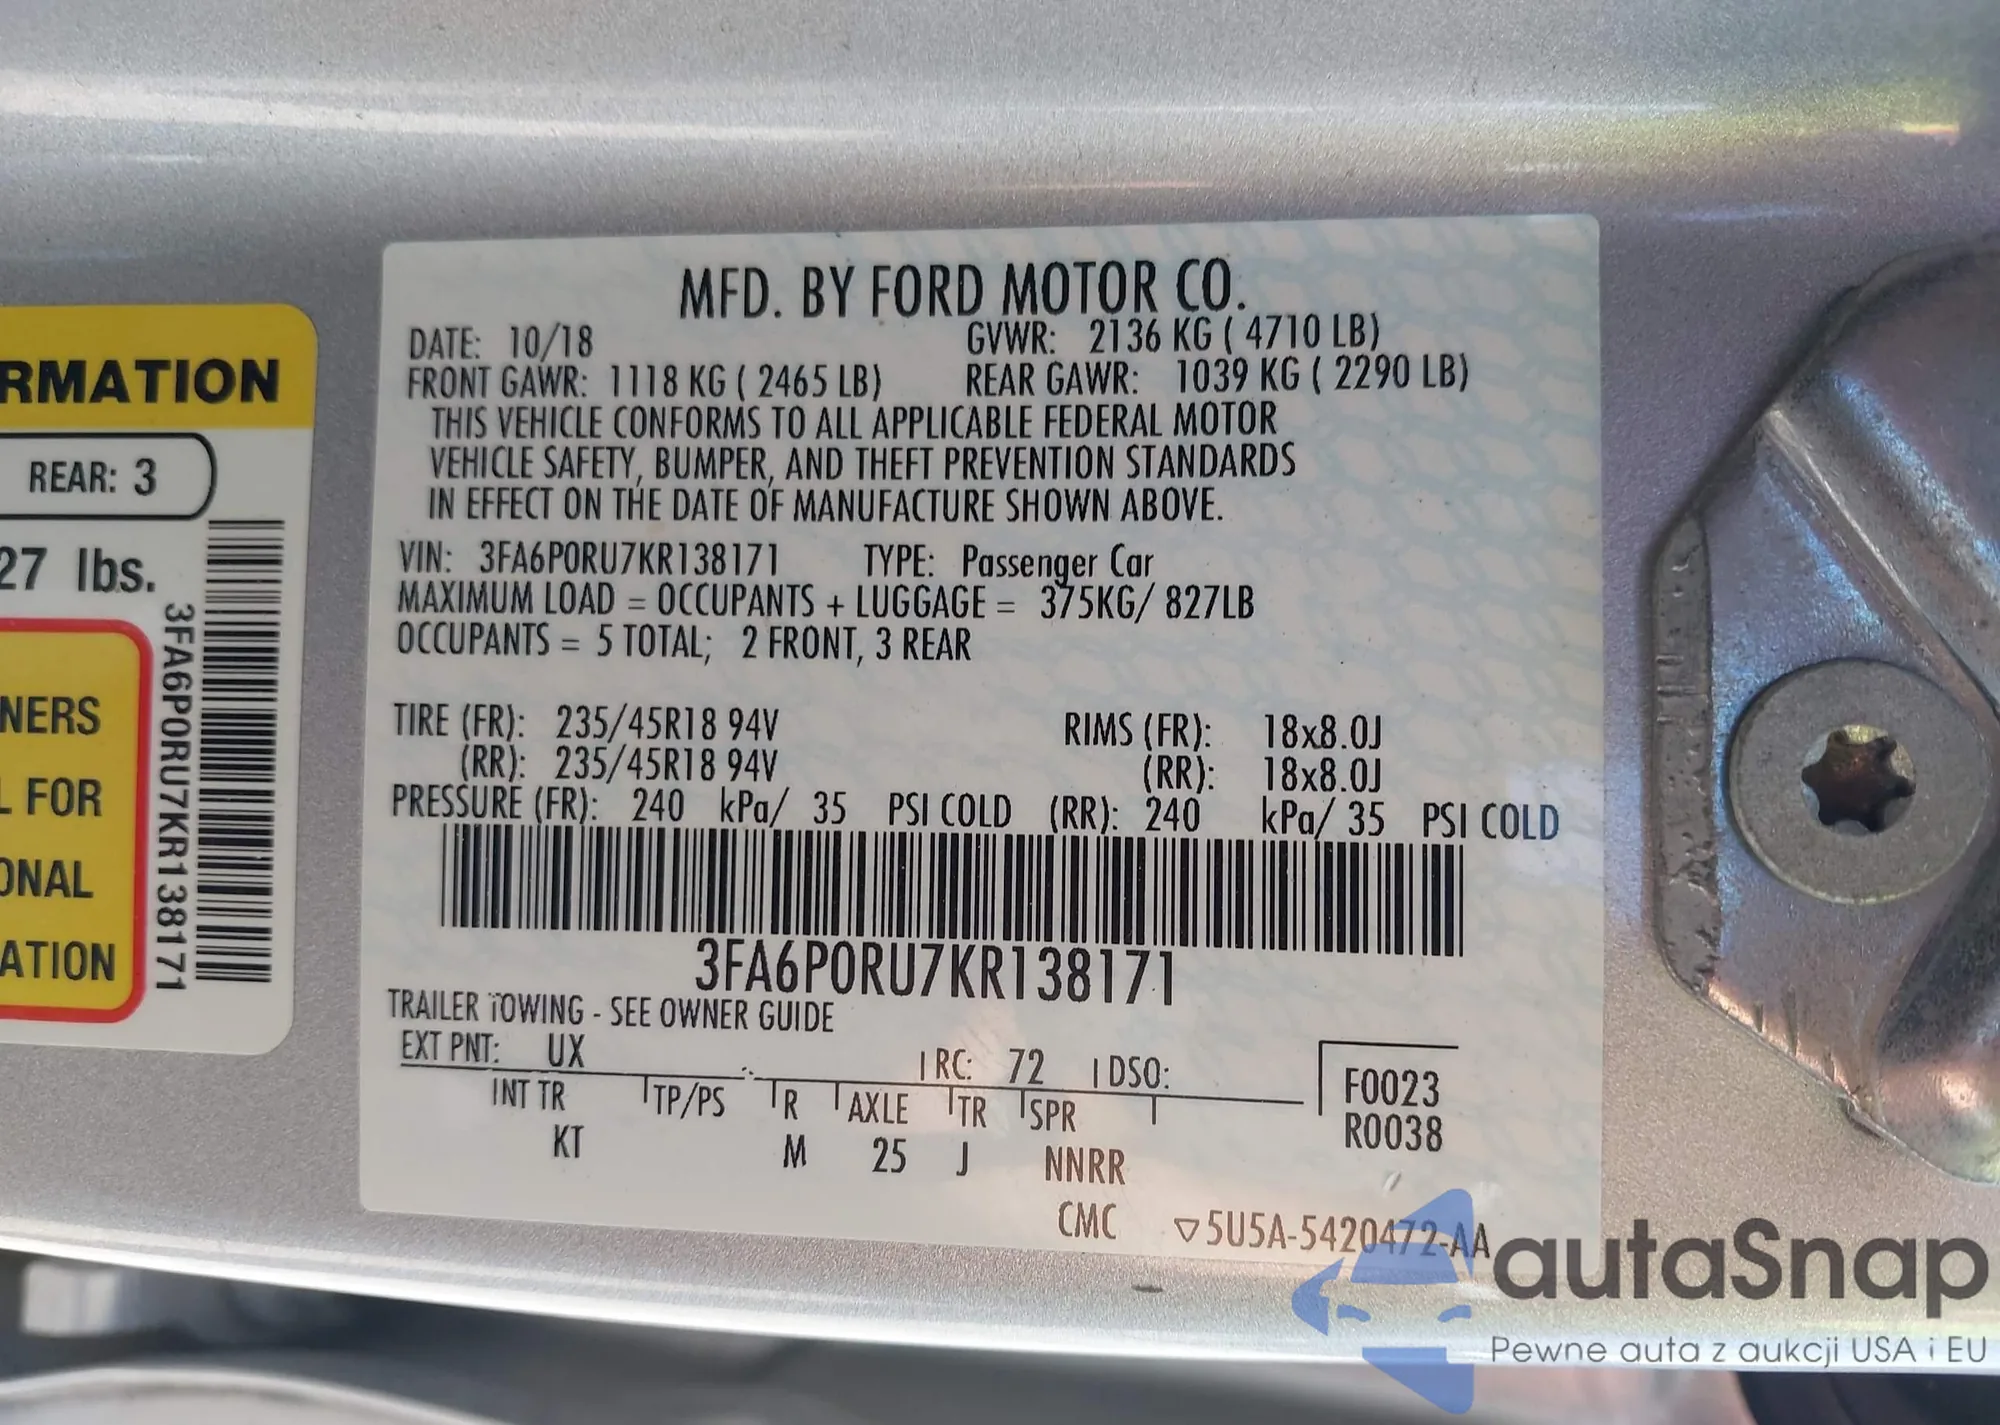 RMATION
REAR: 3
27 lbs.
3FA6P0RU7KR138171
NERS
L FOR
ONAL
ATION
MFD. BY FORD MOTOR CO.
DATE: 10/18 GVWR: 2136 KG ( 4710 LB)
FRONT GAWR: 1118 KG ( 2465 LB) REAR GAWR: 1039 KG ( 2290 LB)
THIS VEHICLE CONFORMS TO ALL APPLICABLE FEDERAL MOTOR
VEHICLE SAFETY, BUMPER, AND THEFT PREVENTION STANDARDS
IN EFFECT ON THE DATE OF MANUFACTURE SHOWN ABOVE.
VIN: 3FA6P0RU7KR138171 TYPE: Passenger Car
MAXIMUM LOAD = OCCUPANTS + LUGGAGE = 375KG/ 827LB
OCCUPANTS = 5 TOTAL; 2 FRONT, 3 REAR
TIRE (FR): 235/45R18 94V RIMS (FR): 18x8.0J
(RR): 235/45R18 94V (RR): 18x8.0J
PRESSURE (FR): 240 kPa/ 35 PSI COLD (RR): 240 kPa/ 35 PSI COLD
3FA6P0RU7KR138171
TRAILER TOWING - SEE OWNER GUIDE
EXT PNT: UX RC: 72 DSO:
INT TR TP/PS R AXLE TR SPR
KT M 25 J NNRR
F0023
R0038
CMC ▽5U5A-5420472-AA
autaSnap
Pewne auta z aukcji USA i EU